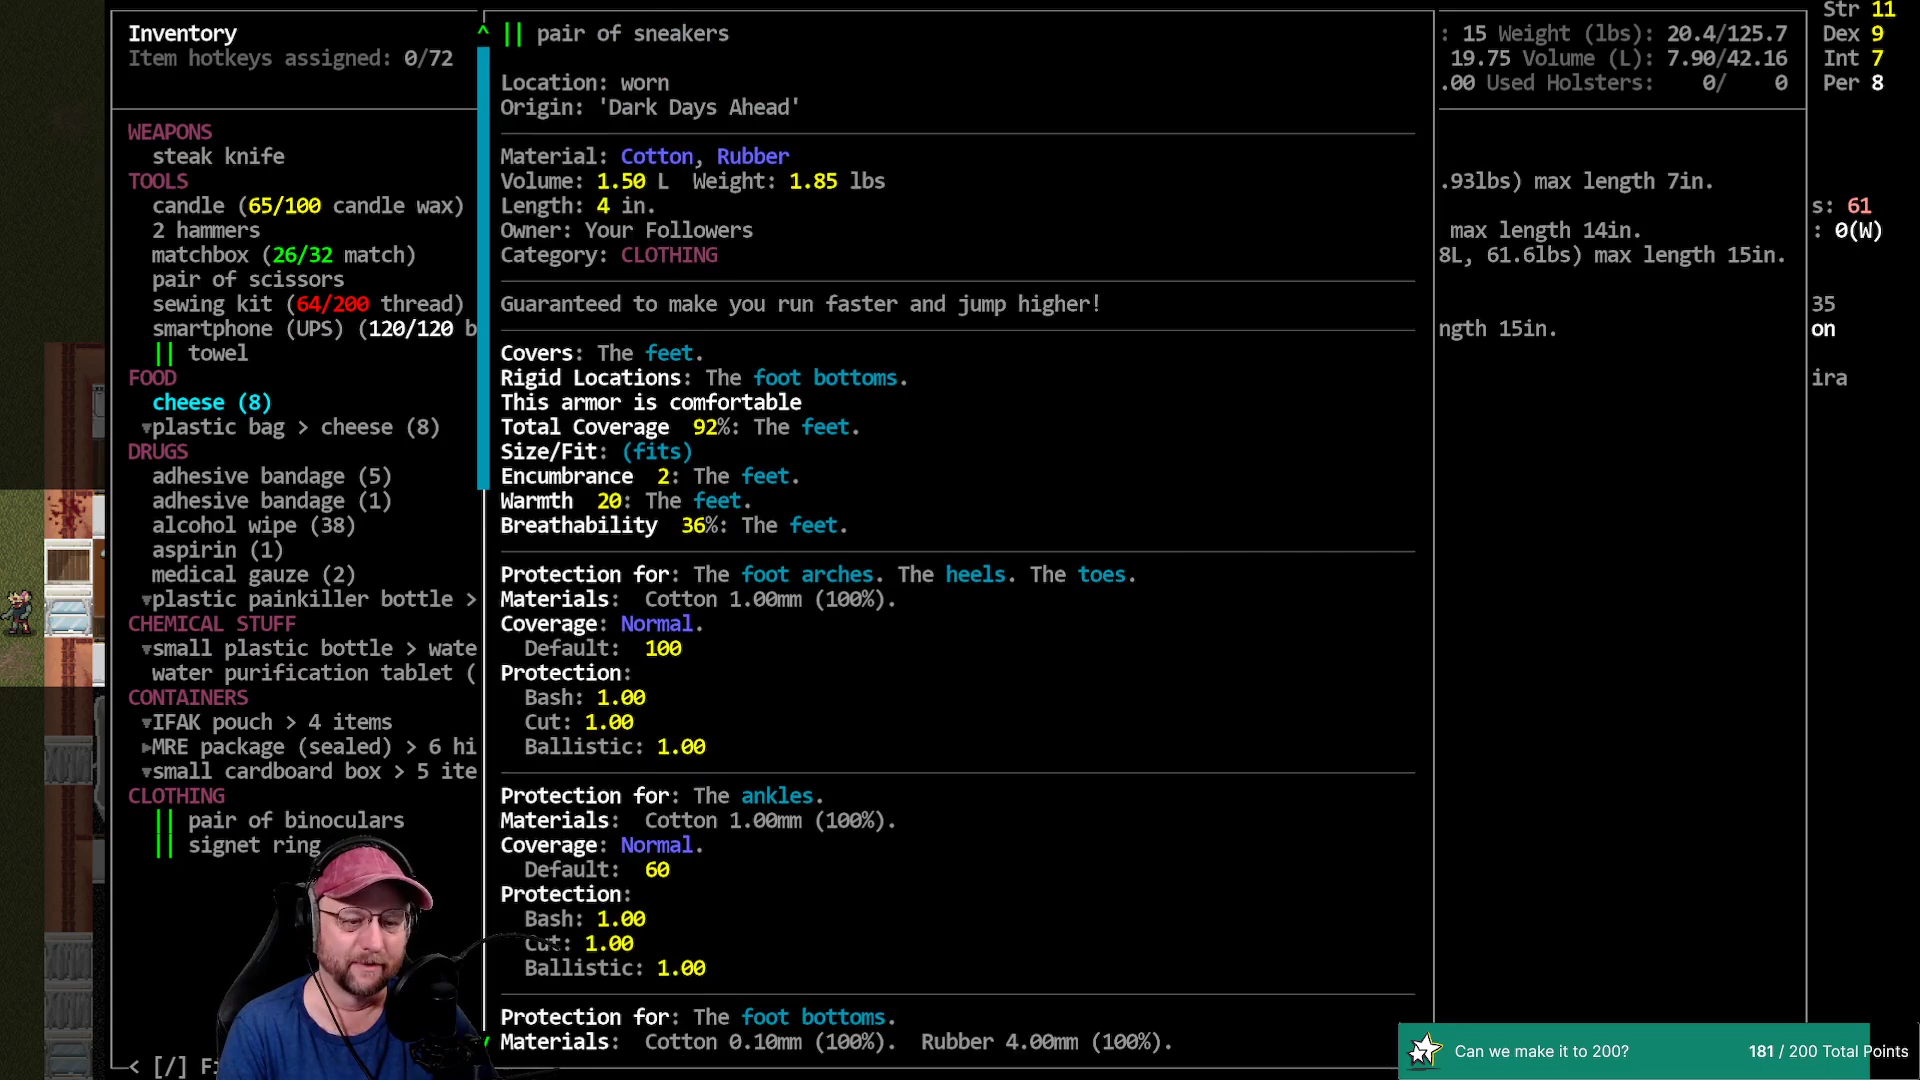 Inventory
Item hotkeys assigned: 0/72
WEAPONS
steak knife
TOOLS
candle (65/100 candle wax)
2 hammers
matchbox (26/32 match)
pair of scissors
sewing kit (64/200 thread)
smartphone (UPS) (120/120 b
|| towel
FOOD
cheese (8)
▼plastic bag > cheese (8)
DRUGS
adhesive bandage (5)
adhesive bandage (1)
alcohol wipe (38)
aspirin (1)
medical gauze (2)
▼plastic painkiller bottle >
CHEMICAL STUFF
▼small plastic bottle > wate
water purification tablet (
CONTAINERS
▼IFAK pouch > 4 items
▶MRE package (sealed) > 6 hi
▼small cardboard box > 5 ite
CLOTHING
|| pair of binoculars
|| signet ring
< [/] Fi
|| pair of sneakers
Location: worn
Origin: 'Dark Days Ahead'
Material: Cotton, Rubber
Volume: 1.50 L Weight: 1.85 lbs
Length: 4 in.
Owner: Your Followers
Category: CLOTHING
Guaranteed to make you run faster and jump higher!
Covers: The feet.
Rigid Locations: The foot bottoms.
This armor is comfortable
Total Coverage 92%: The feet.
Size/Fit: (fits)
Encumbrance 2: The feet.
Warmth 20: The feet.
Breathability 36%: The feet.
Protection for: The foot arches. The heels. The toes.
Materials: Cotton 1.00mm (100%).
Coverage: Normal.
Default: 100
Protection:
Bash: 1.00
Cut: 1.00
Ballistic: 1.00
Protection for: The ankles.
Materials: Cotton 1.00mm (100%).
Coverage: Normal.
Default: 60
Protection:
Bash: 1.00
Cut: 1.00
Ballistic: 1.00
Protection for: The foot bottoms.
Materials: Cotton 0.10mm (100%). Rubber 4.00mm (100%).
: 15 Weight (lbs): 20.4/125.7
19.75 Volume (L): 7.90/42.16
.00 Used Holsters: 0/ 0
.93lbs) max length 7in.
max length 14in.
8L, 61.6lbs) max length 15in.
ngth 15in.
Str 11
Dex 9
Int 7
Per 8
s: 61
: 0(W)
35
on
ira
Can we make it to 200? 181 / 200 Total Points